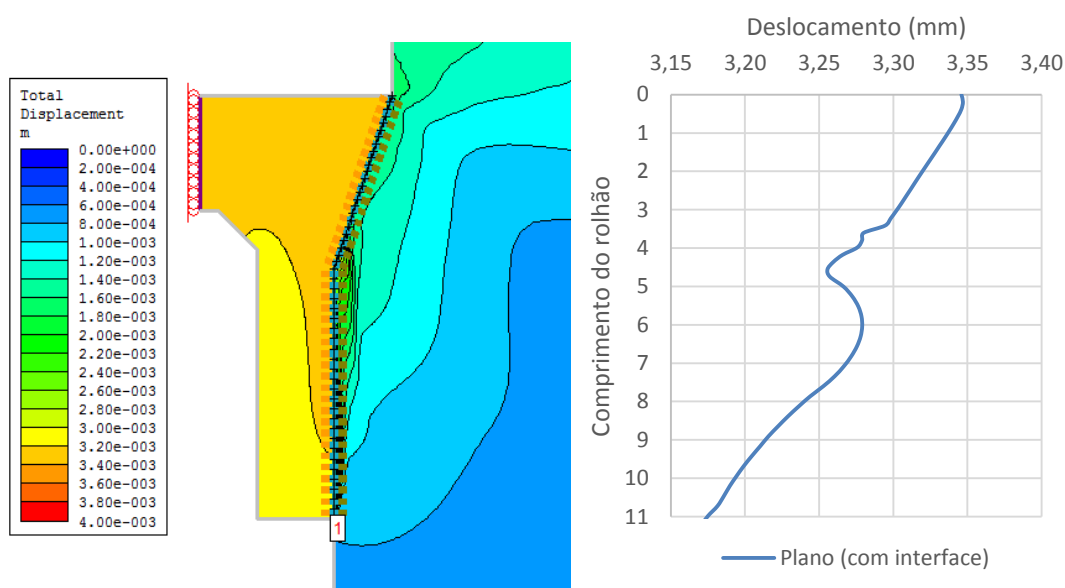 Total
Displacement
m
0.00e+000
2.00e-004
4.00e-004
6.00e-004
8.00e-004
1.00e-003
1.20e-003
1.40e-003
1.60e-003
1.80e-003
2.00e-003
2.20e-003
2.40e-003
2.60e-003
2.80e-003
3.00e-003
3.20e-003
3.40e-003
3.60e-003
3.80e-003
4.00e-003
1
Deslocamento (mm)
3,15 3,20 3,25 3,30 3,35 3,40
Comprimento do rolhão
0
1
2
3
4
5
6
7
8
9
10
11
Plano (com interface)